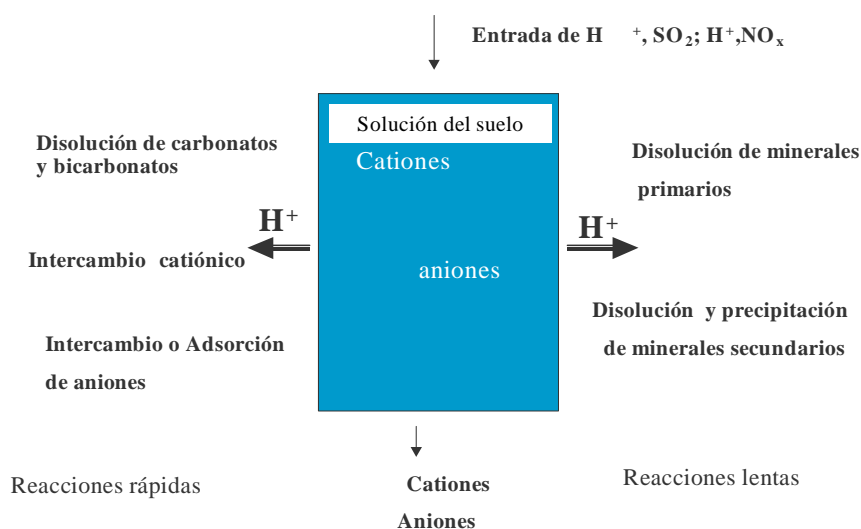 Entrada de H +, SO2; H+,NOx
Solución del suelo
Cationes
aniones
Disolución de carbonatos
y bicarbonatos
H+
Intercambio catiónico
Intercambio o Adsorción
de aniones
Reacciones rápidas
Disolución de minerales
primarios
H+
Disolución y precipitación
de minerales secundarios
Reacciones lentas
Cationes
Aniones